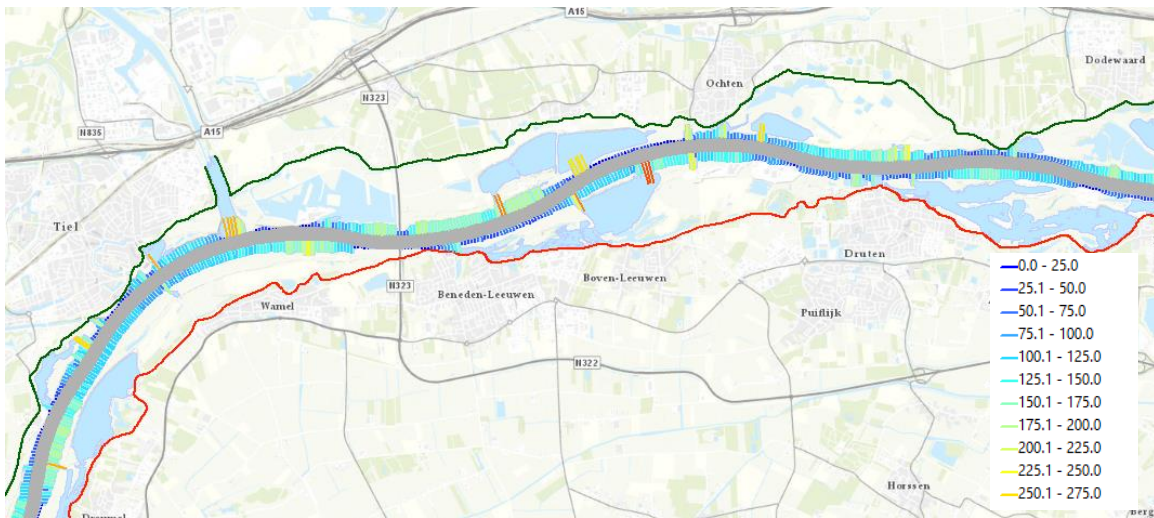 A15
Dodewaard
Ochten
N323
N835
A15
Tiel
Druten
Boven-Leeuwen
Beneden-Leeuwen
Wamel
N323
Puiflijk
N322
Horssen
0.0 - 25.0
25.1 - 50.0
50.1 - 75.0
75.1 - 100.0
100.1 - 125.0
125.1 - 150.0
150.1 - 175.0
175.1 - 200.0
200.1 - 225.0
225.1 - 250.0
250.1 - 275.0